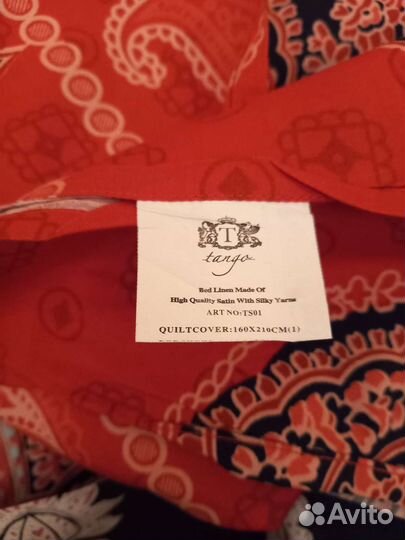 T
tango
Bed Linen Made Of
High Quality Satin With Silky Yarns
ART NO:TS01
QUILTCOVER:160X210CM(1)
Avito